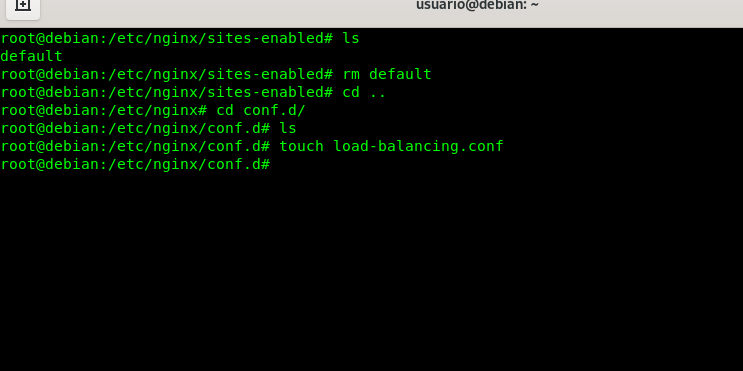 usuario@debian: ~
root@debian:/etc/nginx/sites-enabled# ls
default
root@debian:/etc/nginx/sites-enabled# rm default
root@debian:/etc/nginx/sites-enabled# cd ..
root@debian:/etc/nginx# cd conf.d/
root@debian:/etc/nginx/conf.d# ls
root@debian:/etc/nginx/conf.d# touch load-balancing.conf
root@debian:/etc/nginx/conf.d#